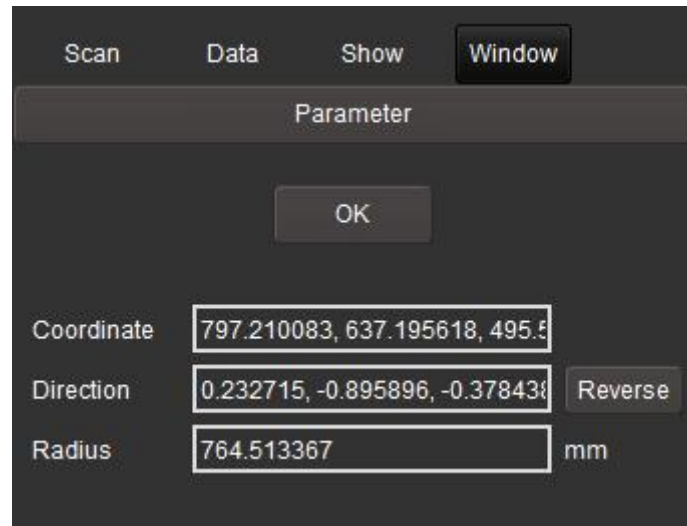 Scan Data Show Window
Parameter
OK
Coordinate 797.210083, 637.195618, 495.5
Direction 0.232715, -0.895896, -0.378438 Reverse
Radius 764.513367 mm